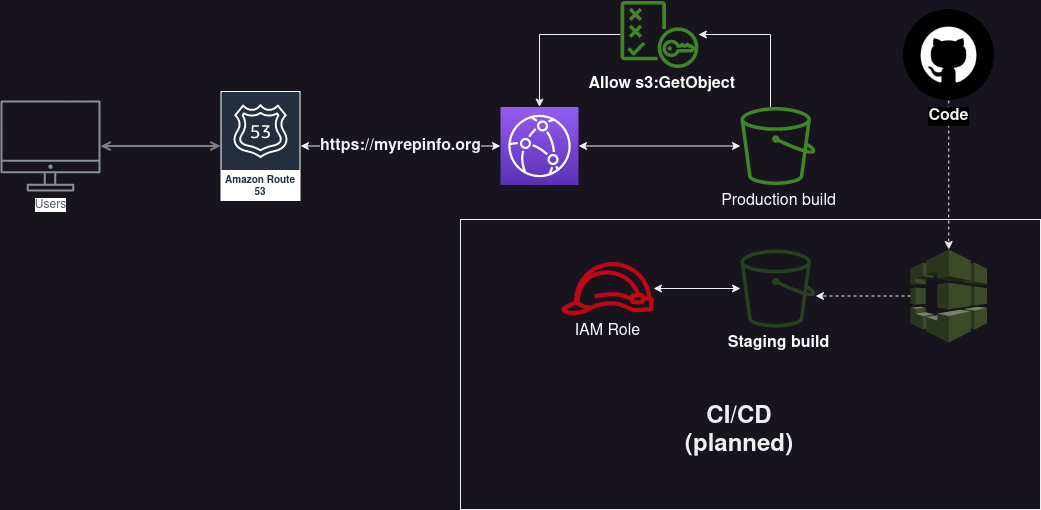 Allow s3:GetObject
Code
53
https://myrepinfo.org
Amazon Route
53
Users
Production build
IAM Role
Staging build
CI/CD
(planned)